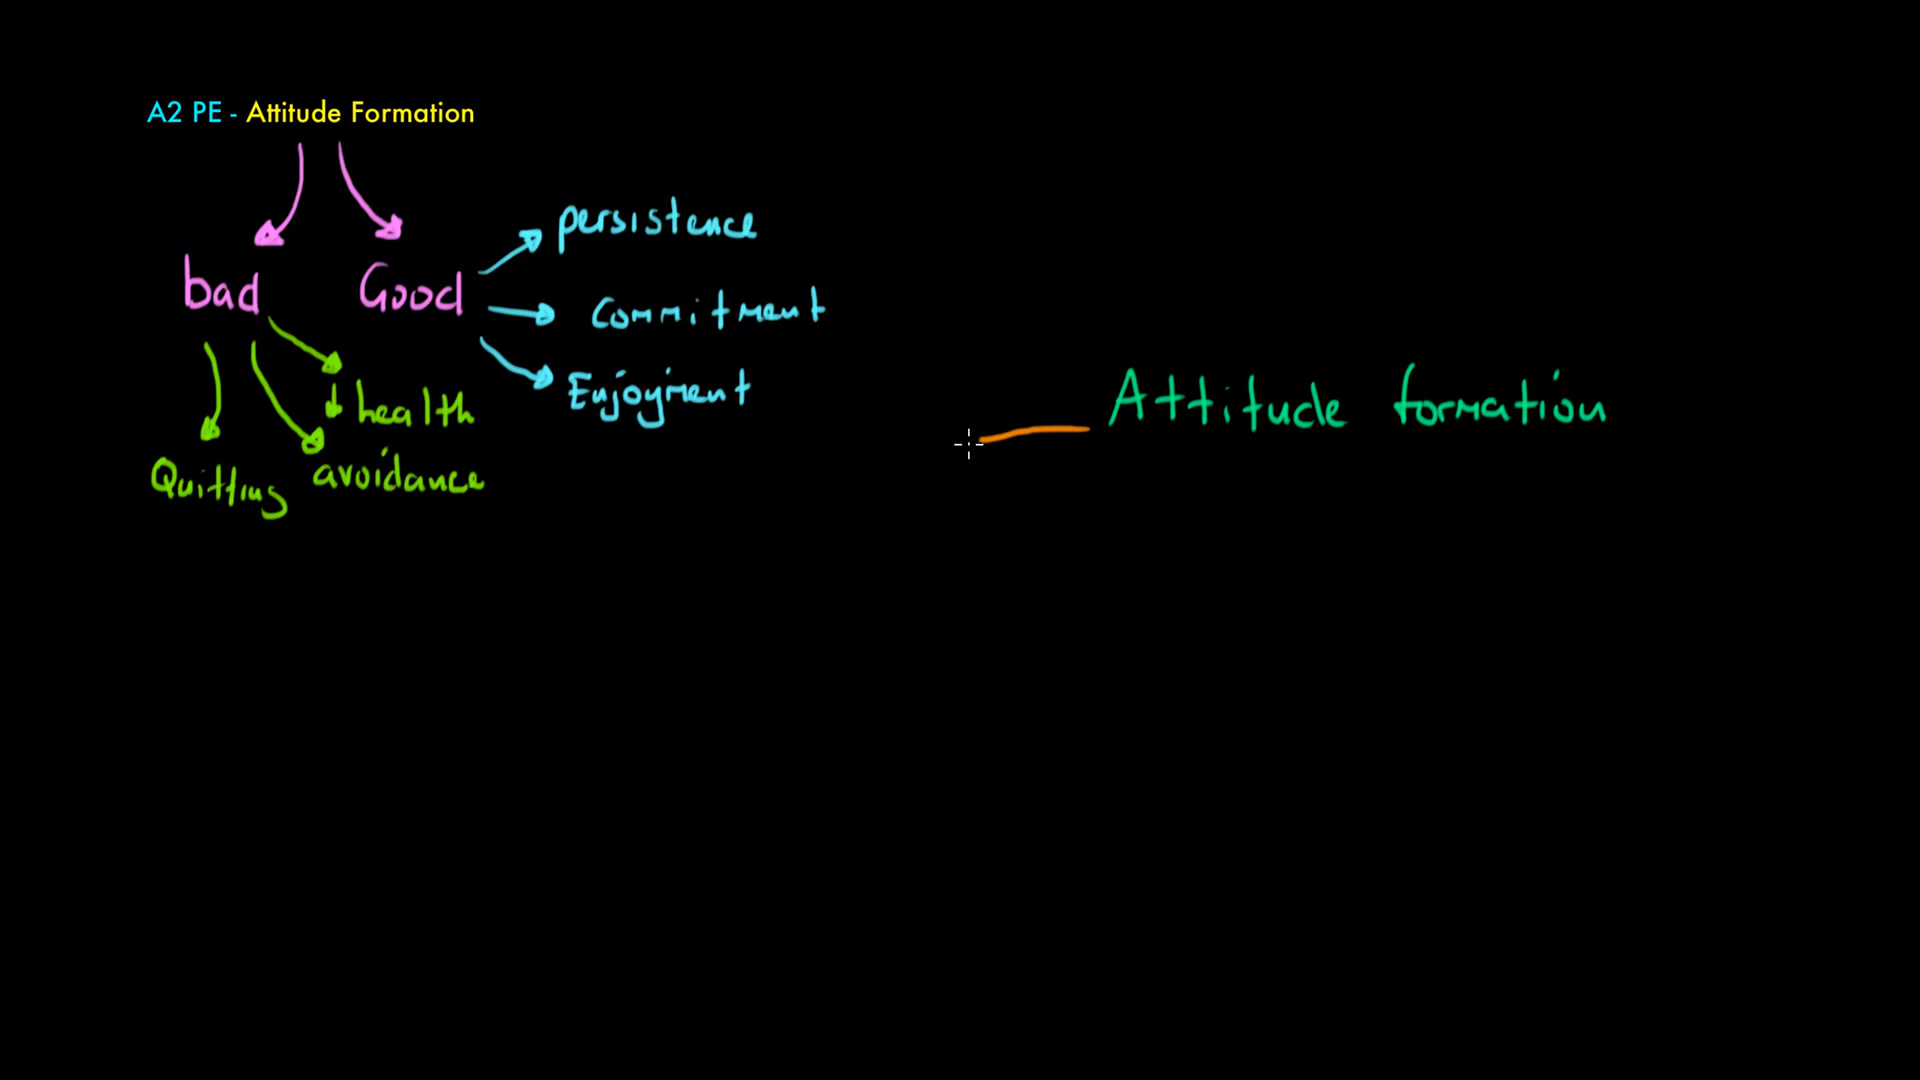 A2 PE - Attitude Formation
bad
Good
persistence
Commitment
Enjoyment
health
Quitting
avoidance
Attitude formation